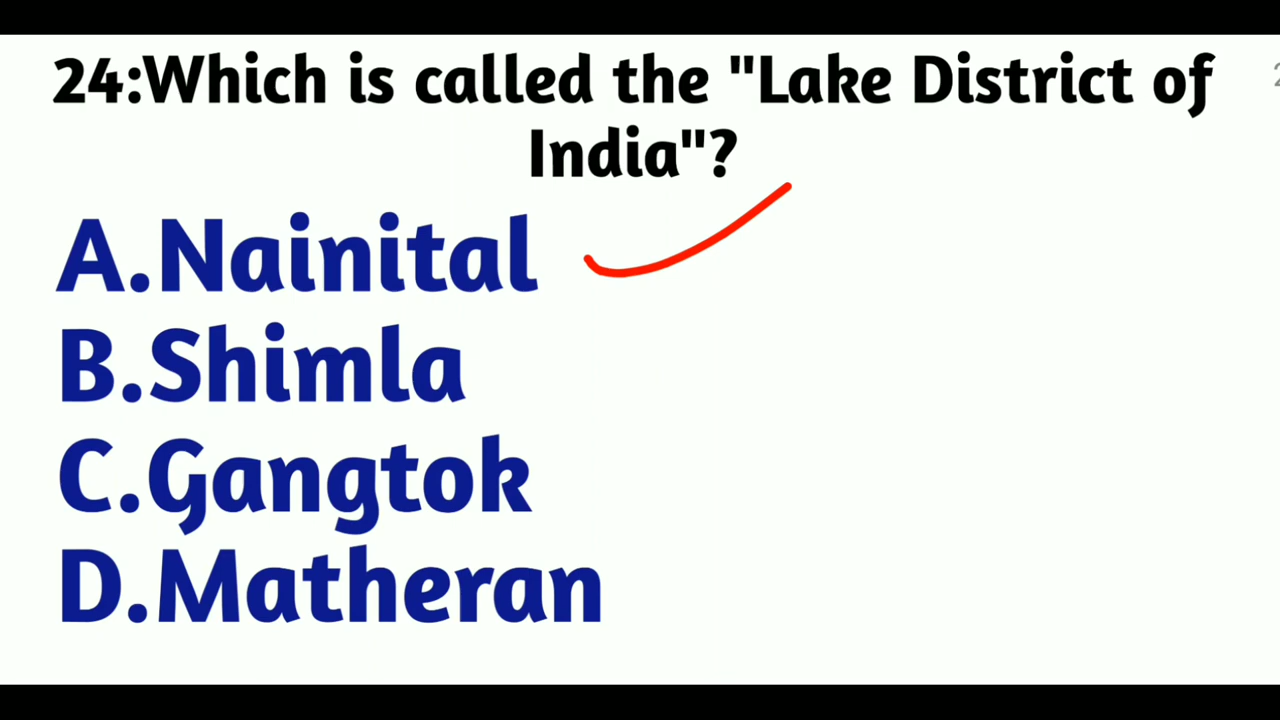 24:Which is called the "Lake District of
India"?
A.Nainital
B.Shimla
C.Gangtok
D.Matheran